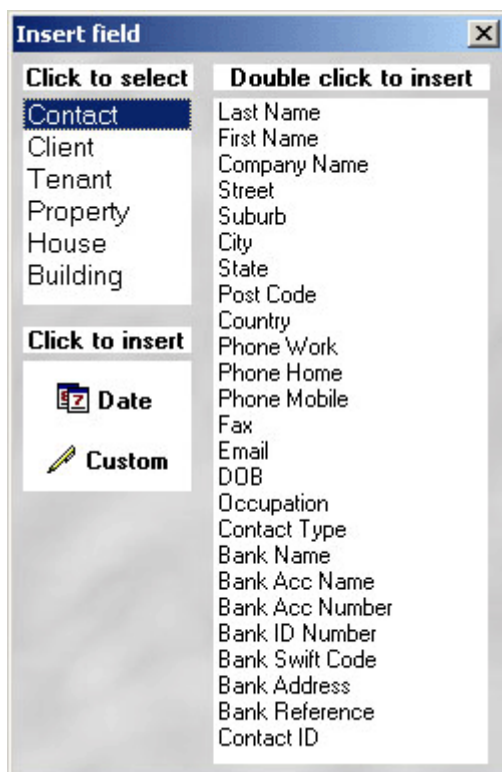 Insert field
Click to select
Contact
Client
Tenant
Property
House
Building
Click to insert
Date
Custom
Double click to insert
Last Name
First Name
Company Name
Street
Suburb
City
State
Post Code
Country
Phone Work
Phone Home
Phone Mobile
Fax
Email
DOB
Occupation
Contact Type
Bank Name
Bank Acc Name
Bank Acc Number
Bank ID Number
Bank Swift Code
Bank Address
Bank Reference
Contact ID